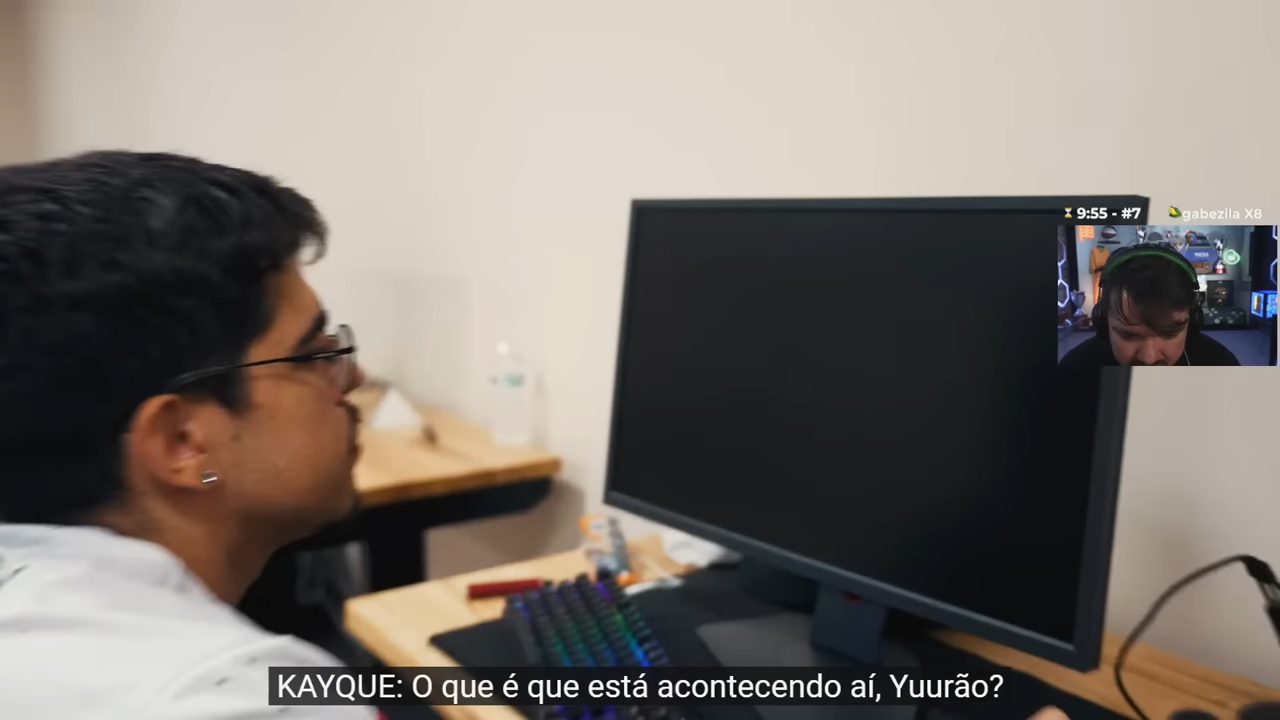 9:55 - #7
gabezila X8
KAYQUE: O que é que está acontecendo aí, Yuurão?